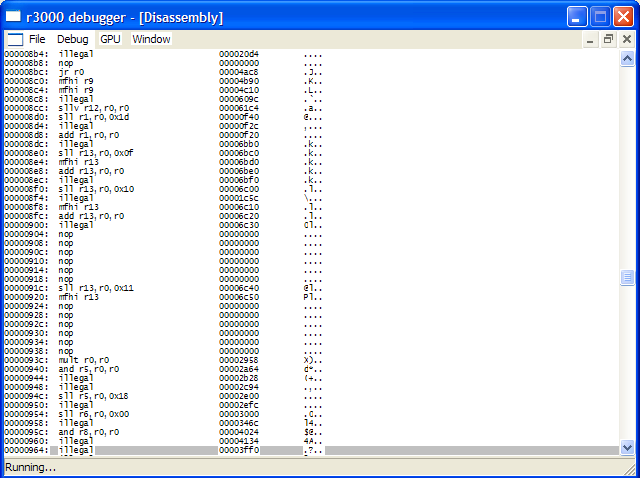 r3000 debugger - [Disassembly]
File Debug GPU Window
000008b4: illegal 000020d4 ....
000008b8: nop 00000000 ....
000008bc: jr r0 00004ac8 .J..
000008c0: mfhi r9 00004b90 .K..
000008c4: mfhi r9 00004c10 .L..
000008c8: illegal 0000609c .`..
000008cc: sllv r12,r0,r0 000061c4 .a..
000008d0: sll r1,r0,0x1d 00000f40 @...
000008d4: illegal 00000f2c ,...
000008d8: add r1,r0,r0 00000f20 ....
000008dc: illegal 00006bb0 .k..
000008e0: sll r13,r0,0x0f 00006bc0 .k..
000008e4: mfhi r13 00006bd0 .k..
000008e8: add r13,r0,r0 00006be0 .k..
000008ec: illegal 00006bf0 .k..
000008f0: sll r13,r0,0x10 00006c00 .l..
000008f4: illegal 00001c5c \...
000008f8: mfhi r13 00006c10 .l..
000008fc: add r13,r0,r0 00006c20 .l..
00000900: illegal 00006c30 0l..
00000904: nop 00000000 ....
00000908: nop 00000000 ....
0000090c: nop 00000000 ....
00000910: nop 00000000 ....
00000914: nop 00000000 ....
00000918: nop 00000000 ....
0000091c: sll r13,r0,0x11 00006c40 @l..
00000920: mfhi r13 00006c50 Pl..
00000924: nop 00000000 ....
00000928: nop 00000000 ....
0000092c: nop 00000000 ....
00000930: nop 00000000 ....
00000934: nop 00000000 ....
00000938: nop 00000000 ....
0000093c: mult r0,r0 00002958 X)..
00000940: and r5,r0,r0 00002a64 d*..
00000944: illegal 00002b28 (+..
00000948: illegal 00002c94 .,..
0000094c: sll r5,r0,0x18 00002e00 ....
00000950: illegal 00002efc ....
00000954: sll r6,r0,0x00 00003000 .0..
00000958: illegal 0000346c l4..
0000095c: and r8,r0,r0 00004024 $@..
00000960: illegal 00004134 4A..
00000964: illegal 00003ff0 .?..
Running...